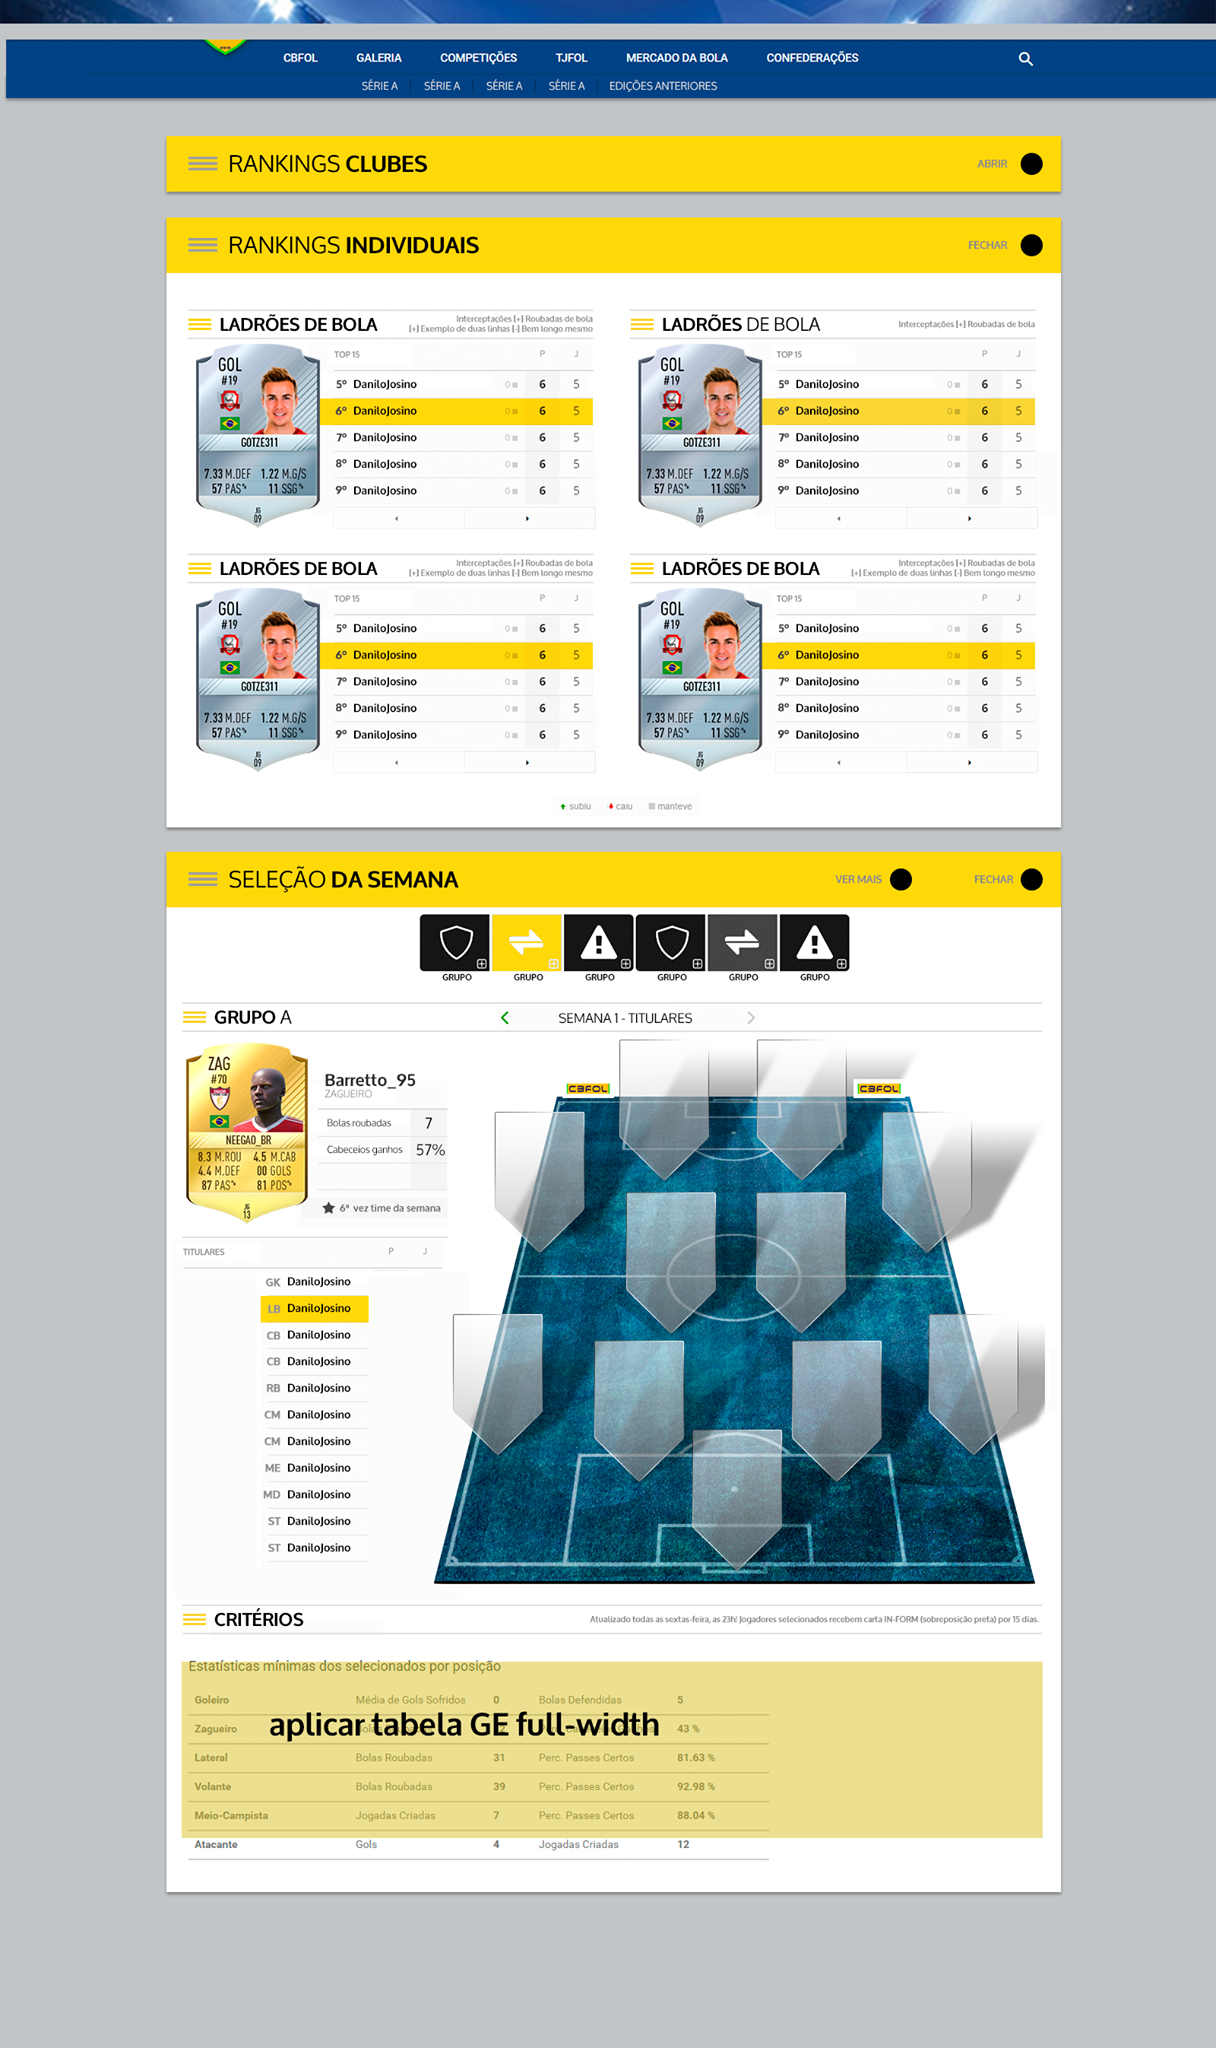 CBFOL GALERIA COMPETIÇÕES TJFOL MERCADO DA BOLA CONFEDERAÇÕES
SÉRIE A SÉRIE A SÉRIE A SÉRIE A EDIÇÕES ANTERIORES
RANKINGS CLUBES ABRIR
RANKINGS INDIVIDUAIS FECHAR
LADRÕES DE BOLA
Interceptações [+] Roubadas de bola
[+] Exemplo de duas linhas [-] Bem longo mesmo
GOL
#19
GOTZE311
7.33 M.DEF 1.22 M.G/S
57 PAS% 11 SSG%
JG
09
TOP 15 P J
5º DaniloJosino 0 6 5
6º DaniloJosino 0 6 5
7º DaniloJosino 0 6 5
8º DaniloJosino 0 6 5
9º DaniloJosino 0 6 5
LADRÕES DE BOLA
Interceptações [+] Roubadas de bola
GOL
#19
GOTZE311
7.33 M.DEF 1.22 M.G/S
57 PAS% 11 SSG%
JG
09
TOP 15 P J
5º DaniloJosino 0 6 5
6º DaniloJosino 0 6 5
7º DaniloJosino 0 6 5
8º DaniloJosino 0 6 5
9º DaniloJosino 0 6 5
LADRÕES DE BOLA
Interceptações [+] Roubadas de bola
[+] Exemplo de duas linhas [-] Bem longo mesmo
GOL
#19
GOTZE311
7.33 M.DEF 1.22 M.G/S
57 PAS% 11 SSG%
JG
09
TOP 15 P J
5º DaniloJosino 0 6 5
6º DaniloJosino 0 6 5
7º DaniloJosino 0 6 5
8º DaniloJosino 0 6 5
9º DaniloJosino 0 6 5
LADRÕES DE BOLA
Interceptações [+] Roubadas de bola
[+] Exemplo de duas linhas [-] Bem longo mesmo
GOL
#19
GOTZE311
7.33 M.DEF 1.22 M.G/S
57 PAS% 11 SSG%
JG
09
TOP 15 P J
5º DaniloJosino 0 6 5
6º DaniloJosino 0 6 5
7º DaniloJosino 0 6 5
8º DaniloJosino 0 6 5
9º DaniloJosino 0 6 5
subiu caiu manteve
SELEÇÃO DA SEMANA VER MAIS FECHAR
GRUPO GRUPO GRUPO GRUPO GRUPO GRUPO
GRUPO A SEMANA 1 - TITULARES
ZAG
#70
NEEGAO_BR
8.3 M.ROU 4.5 M.CAB
4.4 M.DEF 00 GOLS
87 PAS% 81 POS%
JG
13
Barretto_95
ZAGUEIRO
Bolas roubadas 7
Cabeceios ganhos 57%
6ª vez time da semana
CBFOL CBFOL
TITULARES P J
GK DaniloJosino
LB DaniloJosino
CB DaniloJosino
CB DaniloJosino
RB DaniloJosino
CM DaniloJosino
CM DaniloJosino
ME DaniloJosino
MD DaniloJosino
ST DaniloJosino
ST DaniloJosino
CRITÉRIOS Atualizado todas as sextas-feira, as 23h! Jogadores selecionados recebem carta IN-FORM (sobreposição preta) por 15 dias.
Estatísticas mínimas dos selecionados por posição
Goleiro Média de Gols Sofridos 0 Bolas Defendidas 5
aplicar tabela GE full-width
Zagueiro 43 %
Lateral Bolas Roubadas 31 Perc. Passes Certos 81.63 %
Volante Bolas Roubadas 39 Perc. Passes Certos 92.98 %
Meio-Campista Jogadas Criadas 7 Perc. Passes Certos 88.04 %
Atacante Gols 4 Jogadas Criadas 12